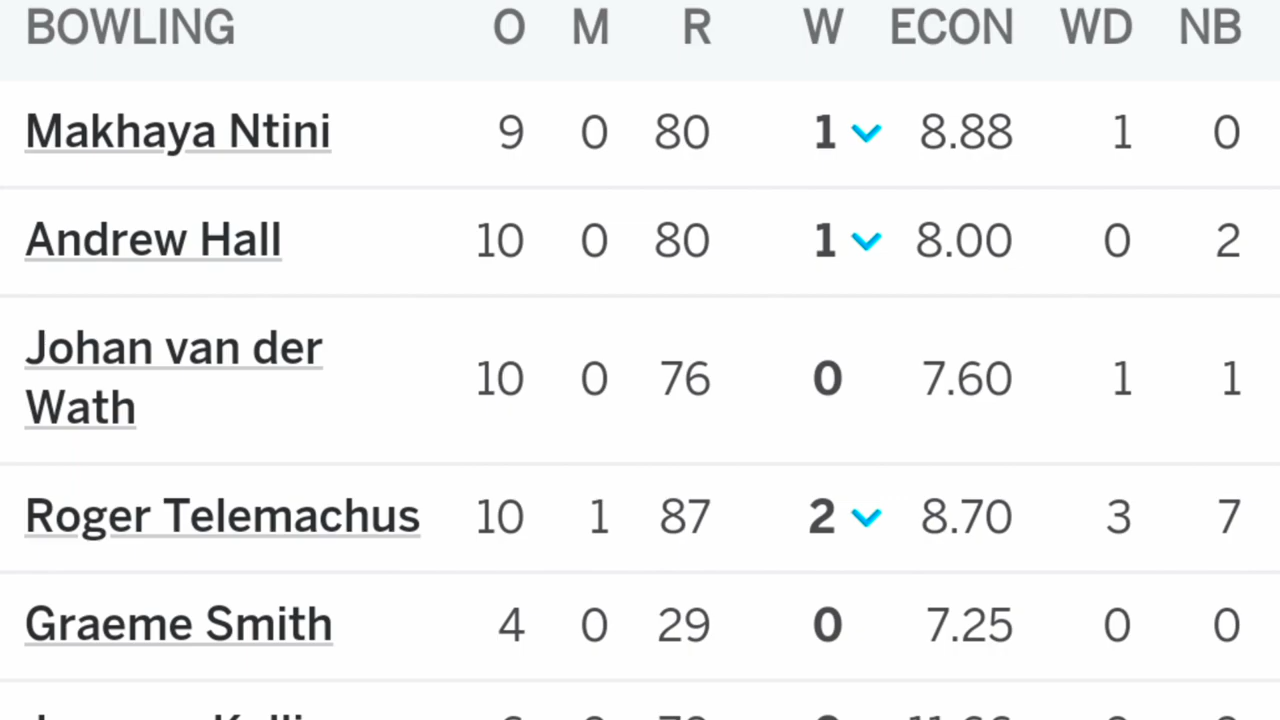 BOWLING O M R W ECON WD NB
Makhaya Ntini 9 0 80 1 8.88 1 0
Andrew Hall 10 0 80 1 8.00 0 2
Johan van der
Wath 10 0 76 0 7.60 1 1
Roger Telemachus 10 1 87 2 8.70 3 7
Graeme Smith 4 0 29 0 7.25 0 0